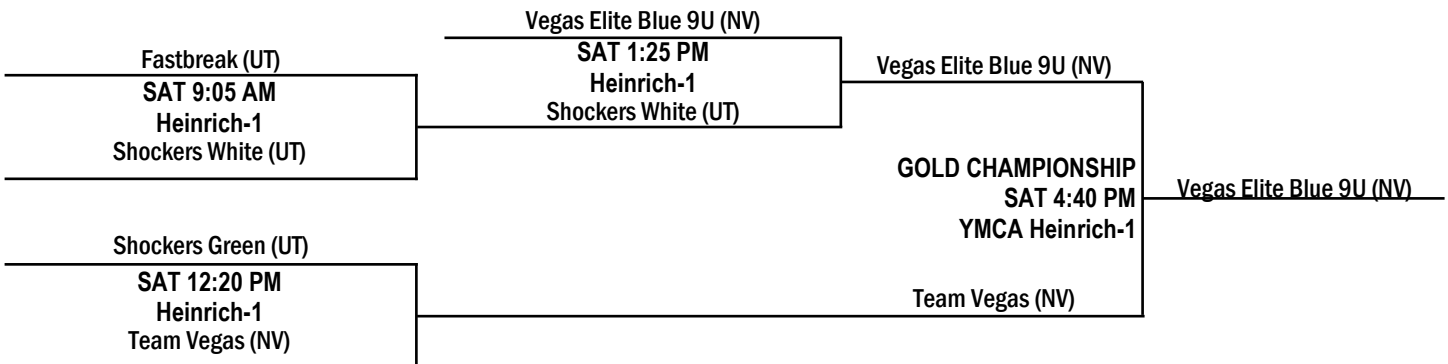 Vegas Elite Blue 9U (NV)
Fastbreak (UT)
SAT 1:25 PM
Heinrich-1
Shockers White (UT)
Vegas Elite Blue 9U (NV)
SAT 9:05 AM
Heinrich-1
Shockers White (UT)
GOLD CHAMPIONSHIP
SAT 4:40 PM
YMCA Heinrich-1
Vegas Elite Blue 9U (NV)
Shockers Green (UT)
SAT 12:20 PM
Heinrich-1
Team Vegas (NV)
Team Vegas (NV)